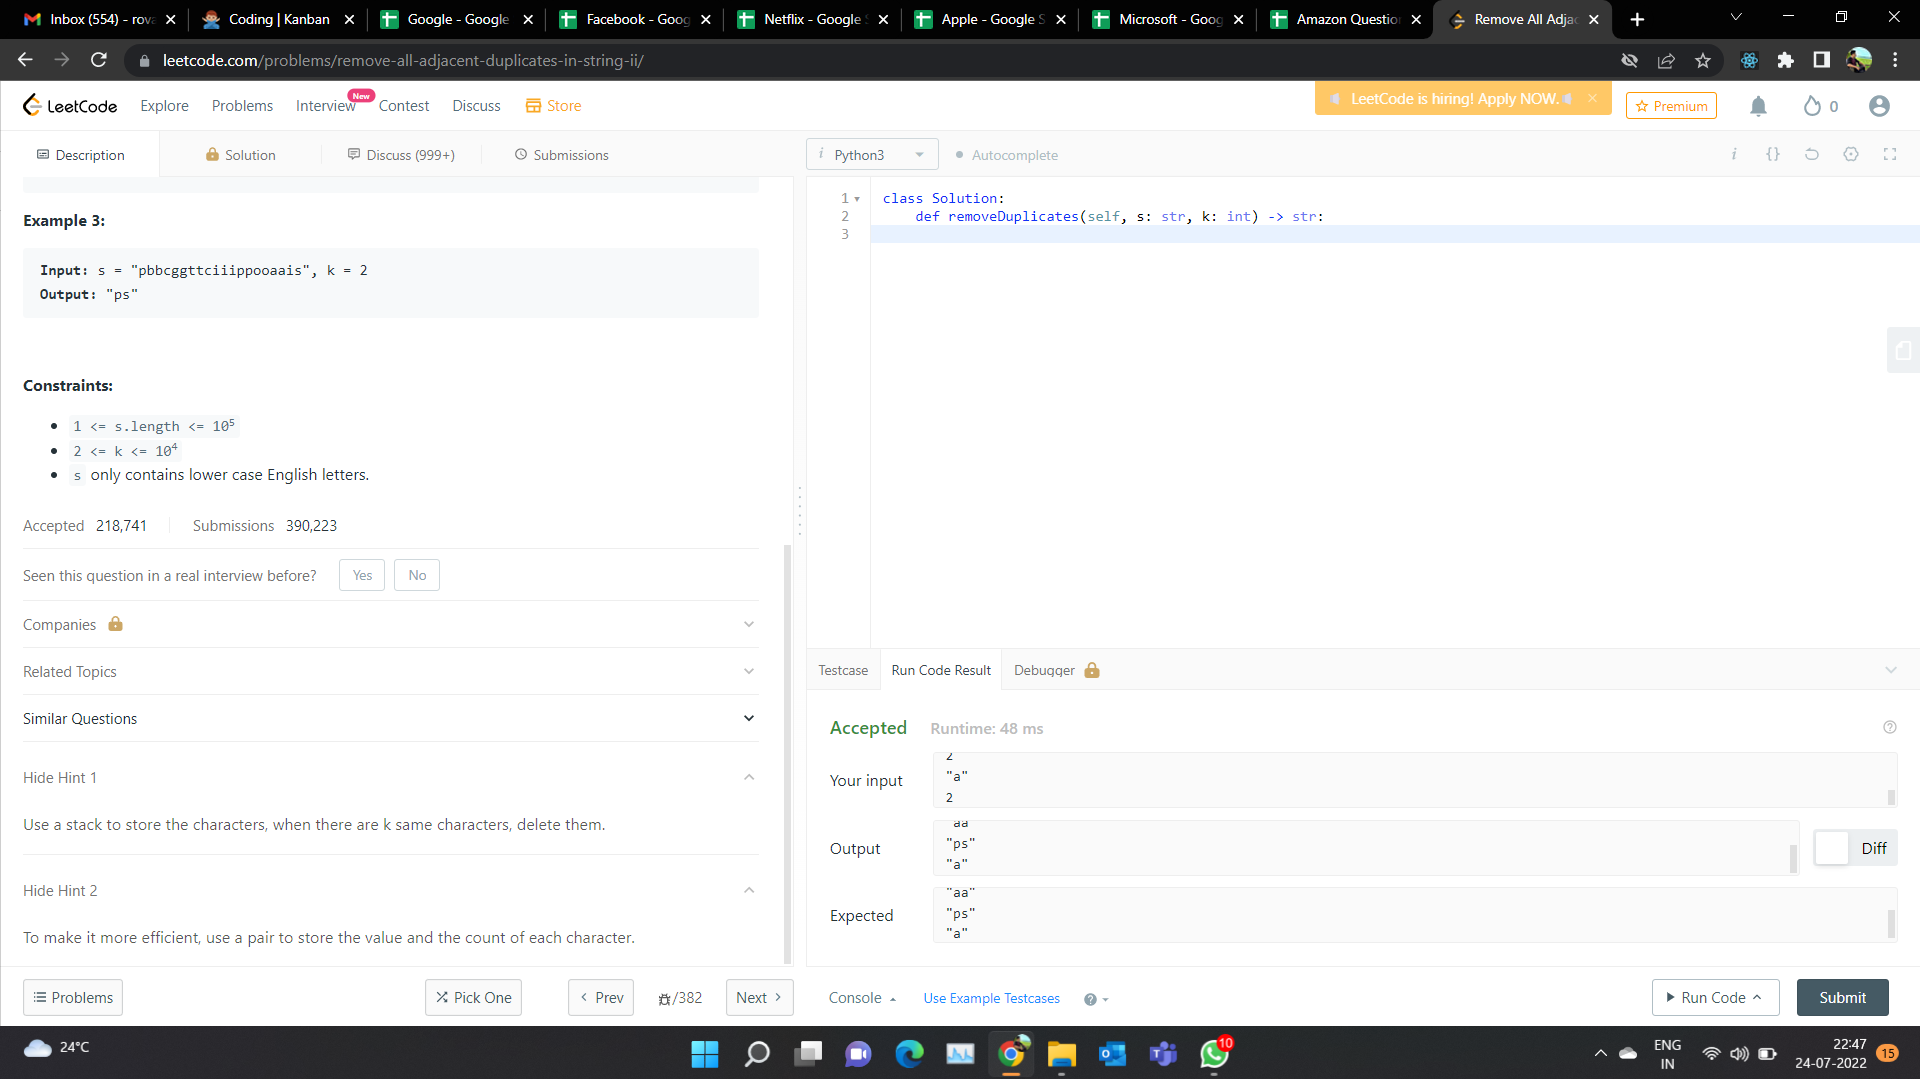 Inbox (554) - rova
Coding | Kanban
Google - Google
Facebook - Goog
Netflix - Google S
Apple - Google S
Microsoft - Goog
Amazon Question
Remove All Adjac
leetcode.com/problems/remove-all-adjacent-duplicates-in-string-ii/
LeetCode
Explore
Problems
Interview
New
Contest
Discuss
Store
LeetCode is hiring! Apply NOW.
Premium
0
Description
Solution
Discuss (999+)
Submissions
i Python3
Autocomplete
i {}
Example 3:
Input: s = "pbbcggttciiippooaais", k = 2
Output: "ps"
Constraints:
1 <= s.length <= 10⁵
2 <= k <= 10⁴
s only contains lower case English letters.
Accepted 218,741 Submissions 390,223
Seen this question in a real interview before? Yes No
Companies
Related Topics
Similar Questions
Hide Hint 1
Use a stack to store the characters, when there are k same characters, delete them.
Hide Hint 2
To make it more efficient, use a pair to store the value and the count of each character.
1 class Solution:
2 def removeDuplicates(self, s: str, k: int) -> str:
3
Testcase
Run Code Result
Debugger
Accepted Runtime: 48 ms
Your input
2
"a"
2
Output
"aa"
"ps"
"a"
Diff
Expected
"aa"
"ps"
"a"
Problems
Pick One
Prev
/382
Next
Console
Use Example Testcases
Run Code
Submit
24°C
10
ENG
IN
22:47
24-07-2022
15